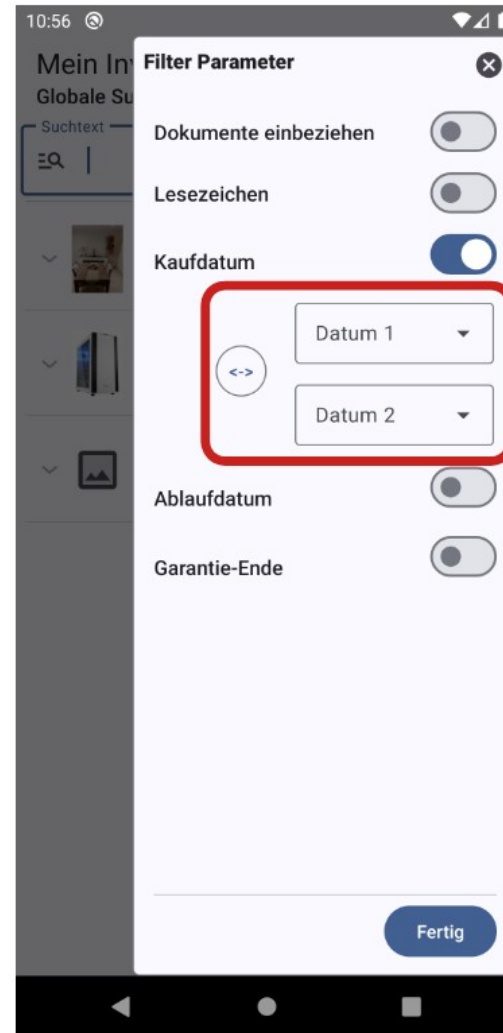 10:56
Mein In
Filter Parameter
Globale Su
Suchtext
Dokumente einbeziehen
Lesezeichen
Kaufdatum
Datum 1
<->
Datum 2
Ablaufdatum
Garantie-Ende
Fertig